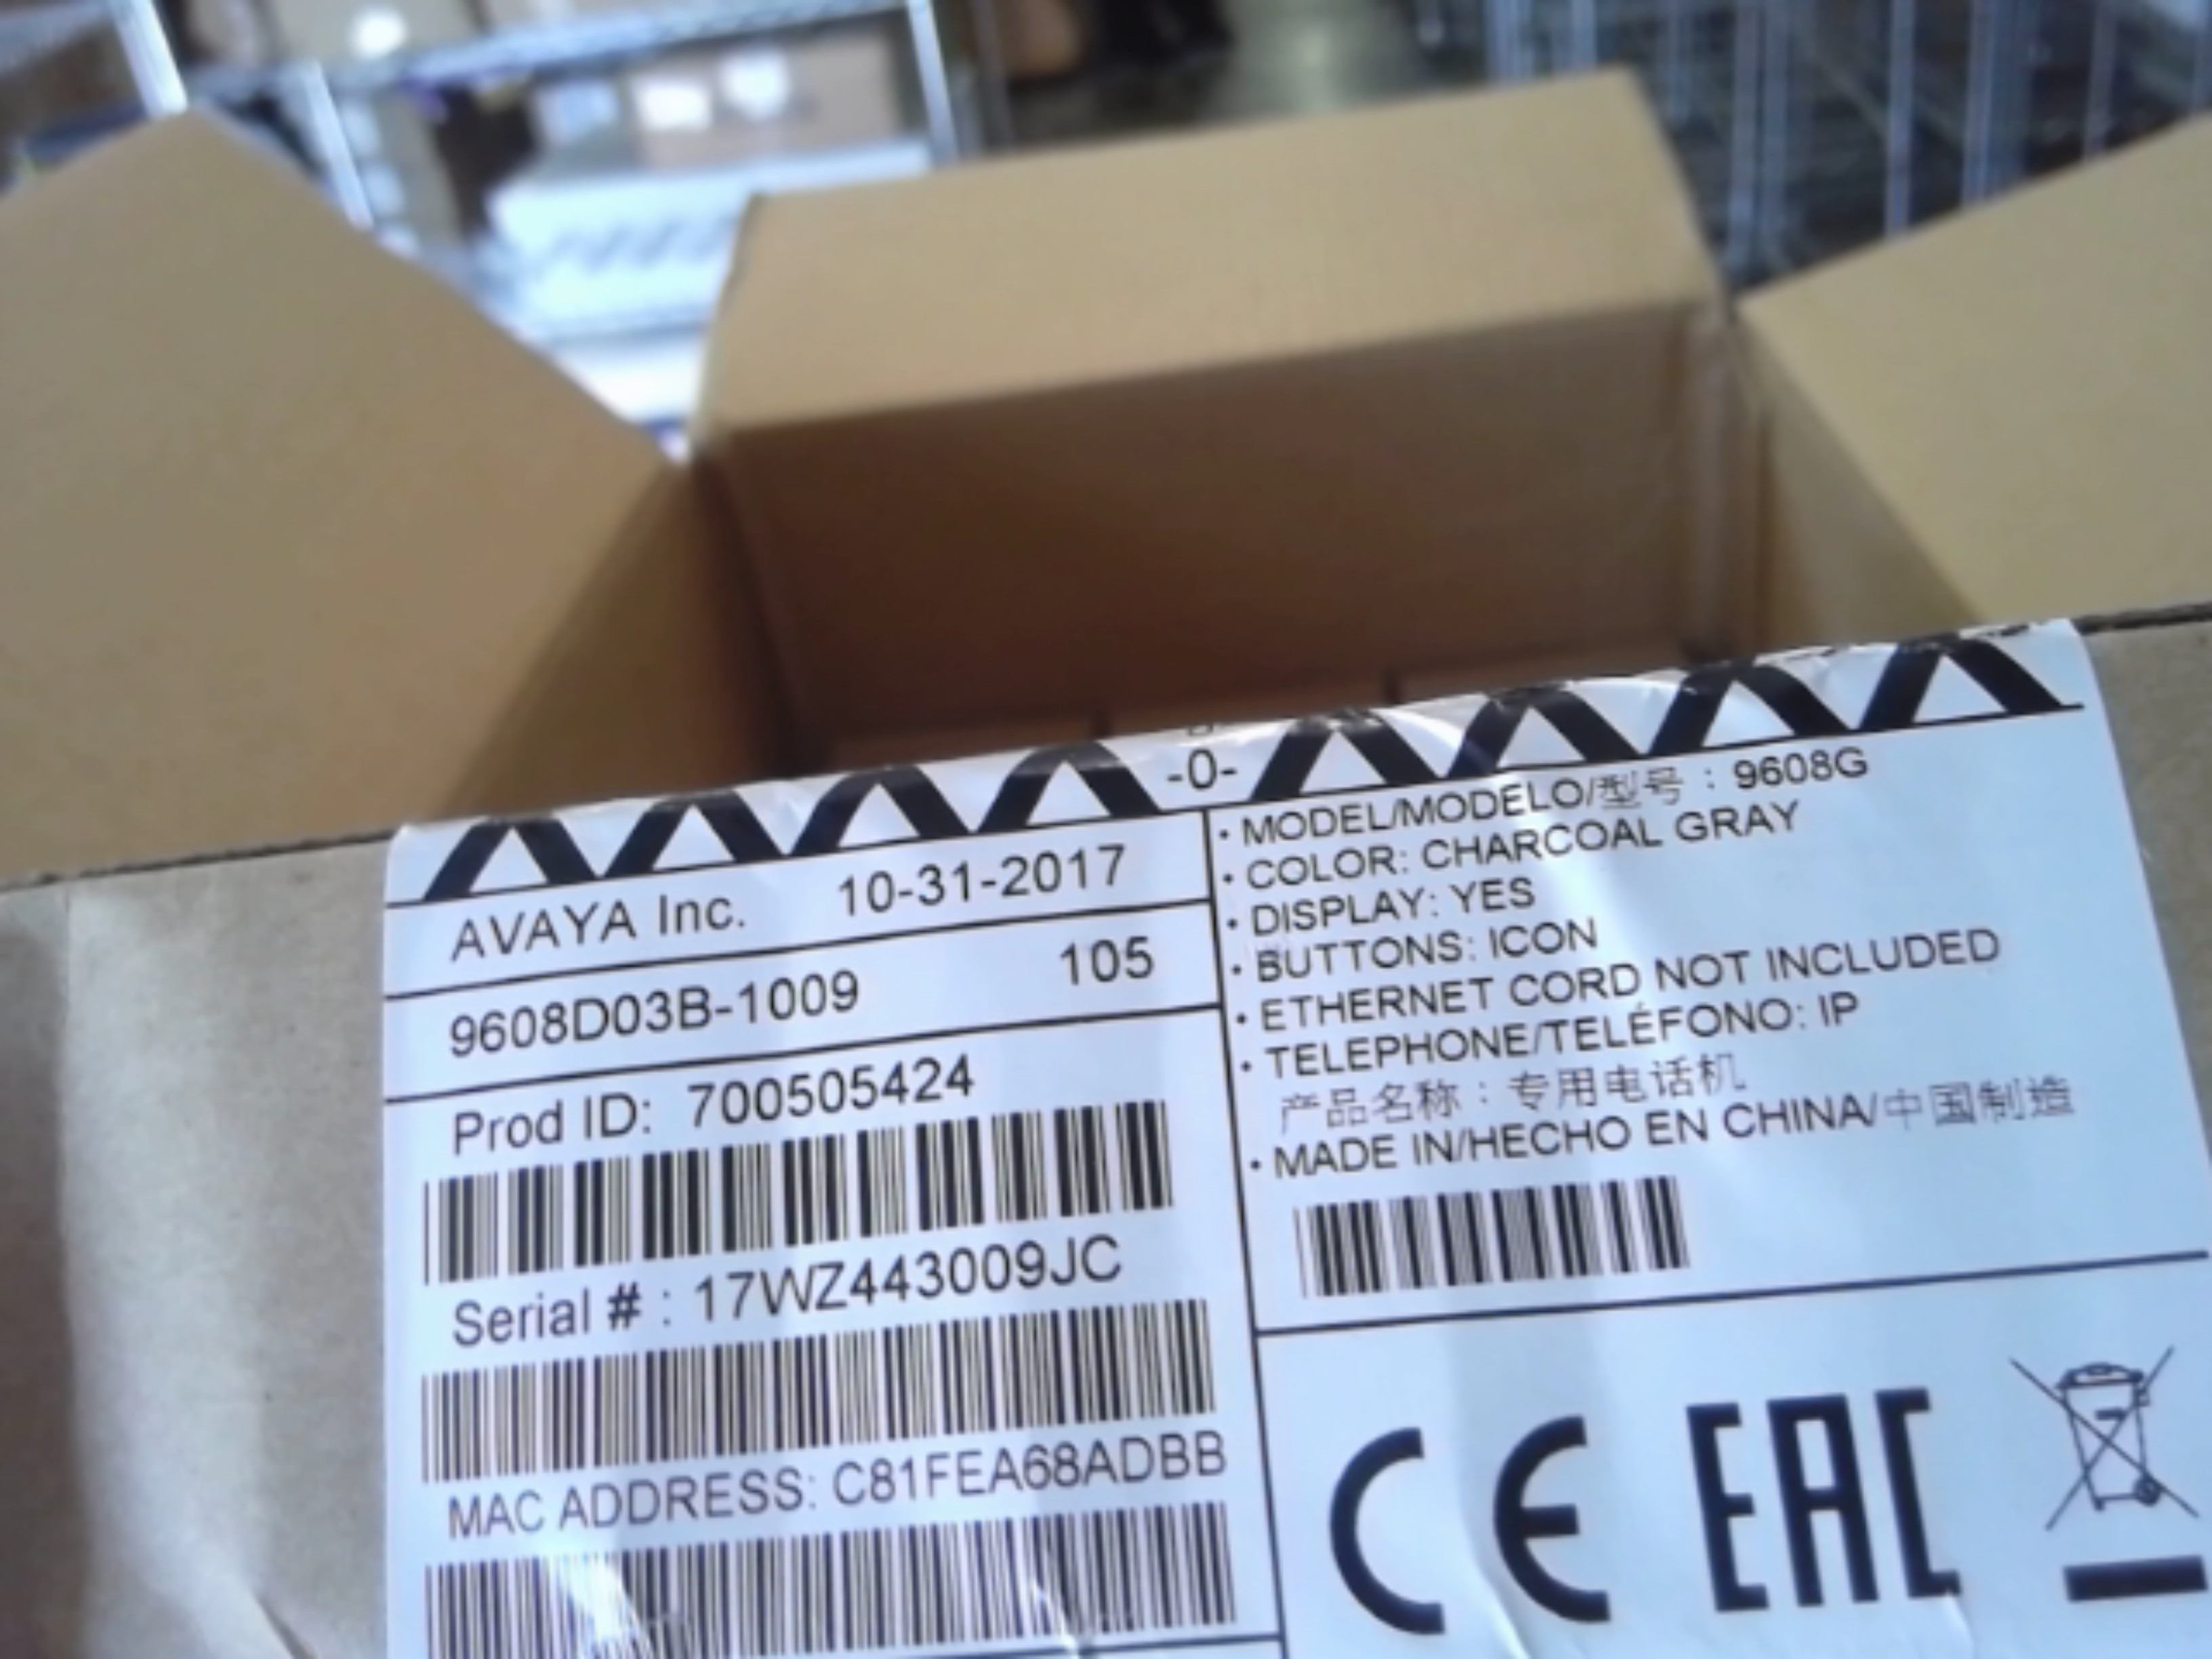 -0-
AVAYA Inc. 10-31-2017
9608D03B-1009 105
Prod ID: 700505424
Serial # : 17WZ443009JC
MAC ADDRESS: C81FEA68ADBB
· MODEL/MODELO/型号 : 9608G
· COLOR: CHARCOAL GRAY
· DISPLAY: YES
· BUTTONS: ICON
· ETHERNET CORD NOT INCLUDED
· TELEPHONE/TELÉFONO: IP
产品名称 : 专用电话机
· MADE IN/HECHO EN CHINA/中国制造
CE EAC